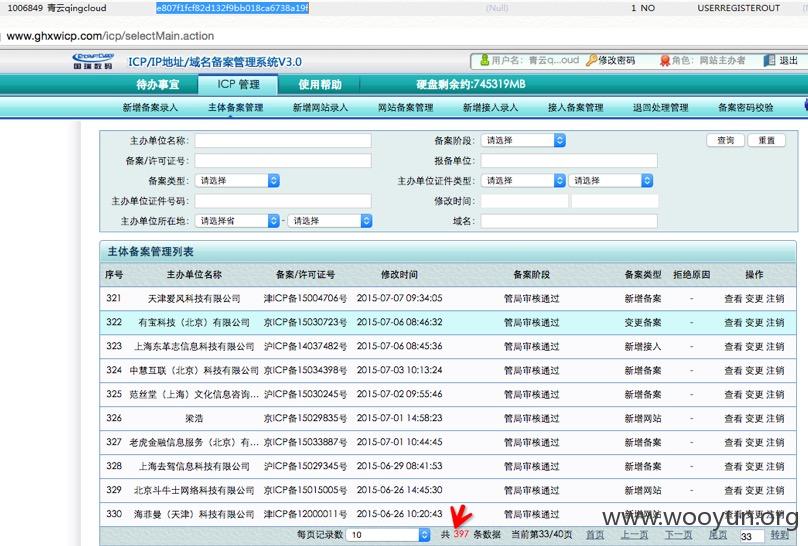 1006849 青云qingcloud e807f1fcf82d132f9bb018ca6738a19f (Null) 1 NO USERREGISTEROUT
www.ghxwicp.com/icp/selectMain.action
国瑞数码 ICP/IP地址/域名备案管理系统V3.0 用户名： 青云q...oud 修改密码 角色： 网站主办者 退出
待办事宜 ICP 管理 使用帮助 硬盘剩余约:745319MB
新增备案录入 主体备案管理 新增网站录入 网站备案管理 新增接入录入 接入备案管理 退回处理管理 备案密码校验
主办单位名称： 备案阶段： 请选择 查询 重置
备案/许可证号： 报备单位：
备案类型： 请选择 主办单位证件类型： 请选择 请选择
主办单位证件号码： 修改时间：
主办单位所在地： 请选择省 - 请选择 域名：
主体备案管理列表
序号 主办单位名称 备案/许可证号 修改时间 备案阶段 备案类型 拒绝原因 操作
321 天津爱风科技有限公司 津ICP备15004706号 2015-07-07 09:34:05 管局审核通过 新增备案 - 查看 变更 注销
322 有宝科技（北京）有限公司 京ICP备15030723号 2015-07-06 08:46:32 管局审核通过 变更备案 - 查看 变更 注销
323 上海东革志信息科技有限公司 沪ICP备14037482号 2015-07-06 08:45:36 管局审核通过 新增接入 - 查看 变更 注销
324 中慧互联（北京）科技有限公司 京ICP备15034398号 2015-07-03 10:13:24 管局审核通过 新增备案 - 查看 变更 注销
325 范丝堂（上海）文化信息咨询... 沪ICP备15030245号 2015-07-02 09:55:46 管局审核通过 新增备案 - 查看 变更 注销
326 梁浩 京ICP备15029835号 2015-07-01 14:58:23 管局审核通过 新增网站 - 查看 变更 注销
327 老虎金融信息服务（北京）有... 京ICP备15033887号 2015-07-01 10:44:45 管局审核通过 新增备案 - 查看 变更 注销
328 上海去驾信息科技有限公司 沪ICP备15029345号 2015-06-29 08:41:53 管局审核通过 新增备案 - 查看 变更 注销
329 北京斗牛士网络科技有限公司 京ICP备15015005号 2015-06-26 14:45:30 管局审核通过 新增网站 - 查看 变更 注销
330 海菲曼（天津）科技有限公司 津ICP备12000011号 2015-06-26 10:20:43 管局审核通过 新增网站 - 查看 变更 注销
www.wooyun.org
每页记录数 10 共 397 条数据 当前第33/40页 首页 上一页 下一页 尾页 33 转到